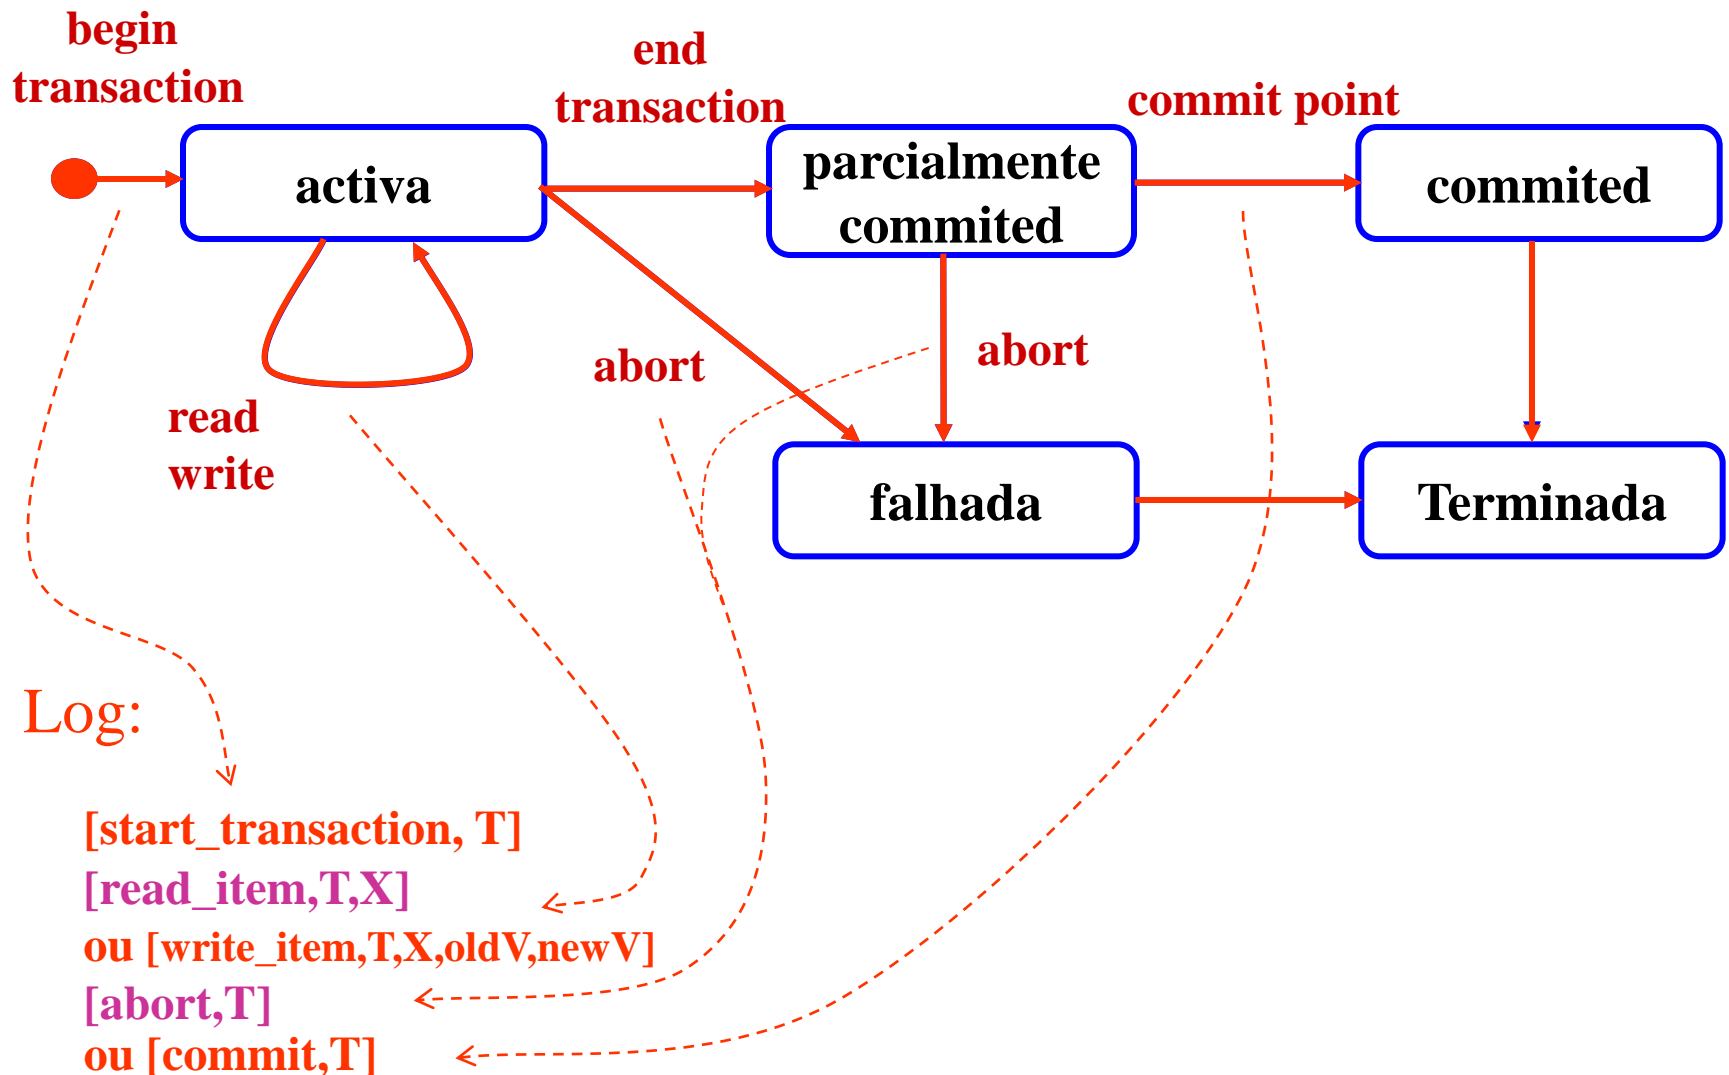 begin
transaction
end
transaction
commit point
activa
parcialmente
commited
commited
read
write
abort
abort
falhada
Terminada
Log:
[start_transaction, T]
[read_item,T,X]
ou [write_item,T,X,oldV,newV]
[abort,T]
ou [commit,T]